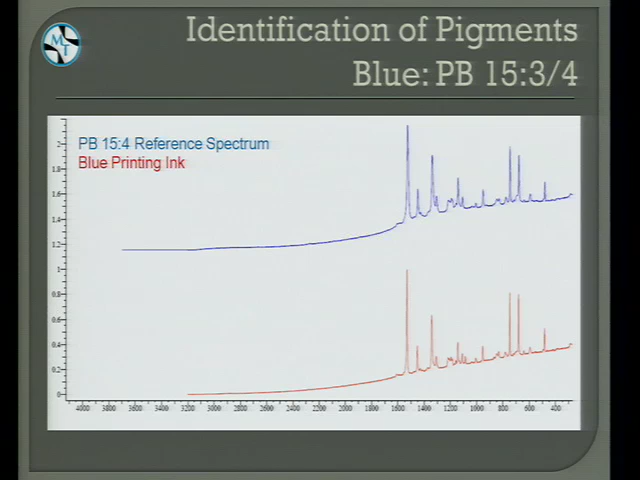 Identification of Pigments
Blue: PB 15:3/4
MT
PB 15:4 Reference Spectrum
Blue Printing Ink
2
1.8
1.6
1.4
1.2
1
0.8
0.6
0.4
0.2
0
4000 3800 3600 3400 3200 3000 2800 2600 2400 2200 2000 1800 1600 1400 1200 1000 800 600 400